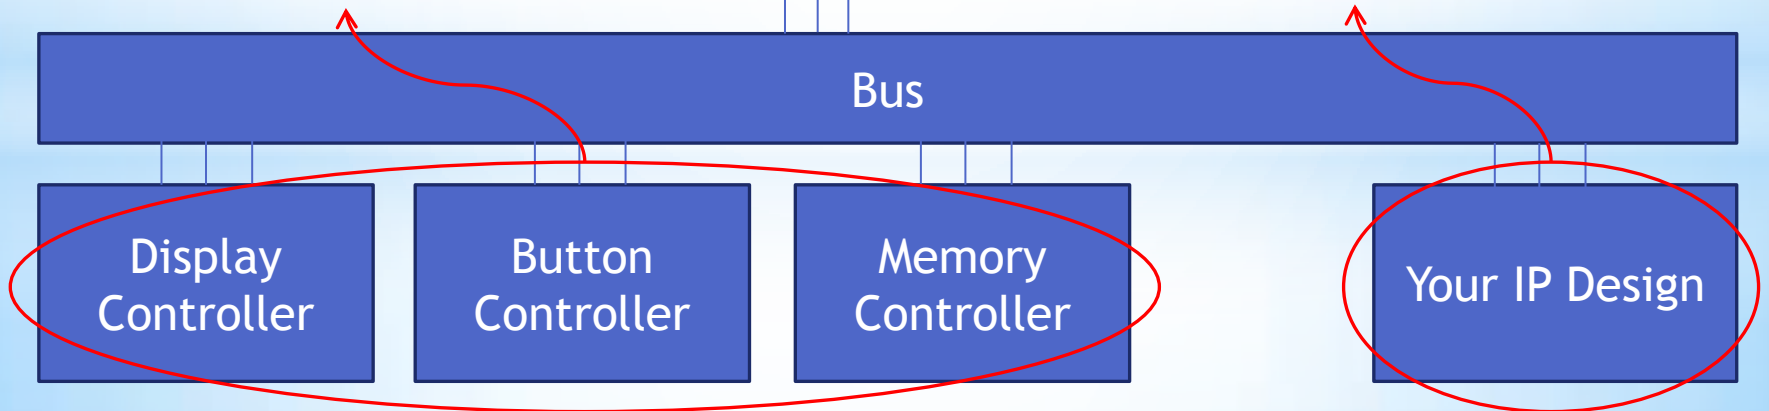 Bus
Display
Controller
Button
Controller
Memory
Controller
Your IP Design